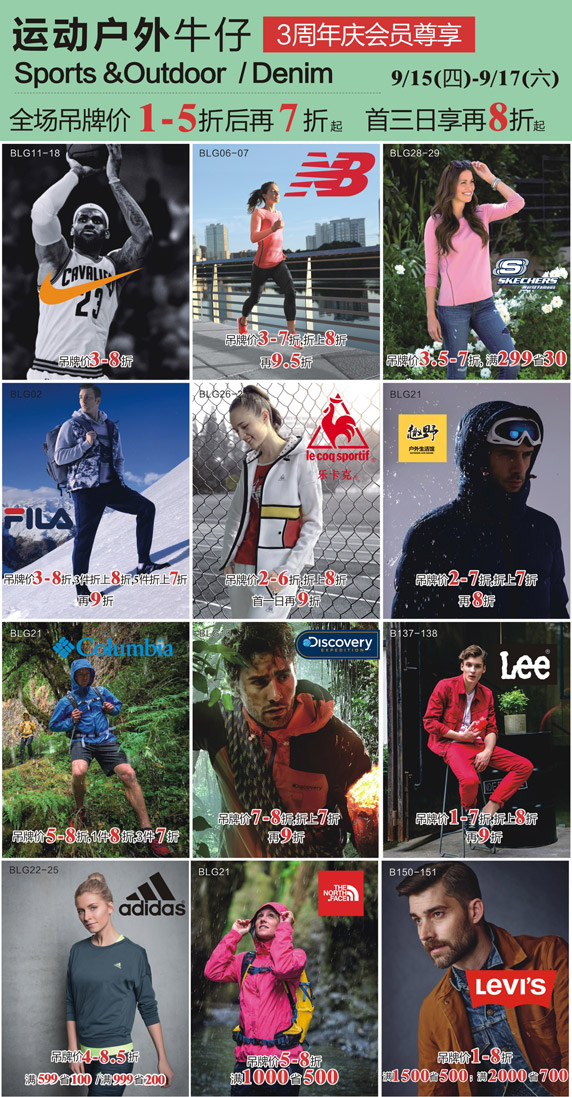 运动户外牛仔 3周年庆会员尊享
Sports &Outdoor / Denim 9/15(四)-9/17(六)
全场吊牌价1-5折后再7折起 首三日享再8折起
BLG11-18
CAVALIERS
23
吊牌价3-8折
BLG06-07
NB
吊牌价3-7折,折上8折
再9.5折
BLG28-29
S
SKECHERS
吊牌价3.5-7折, 满299省30
BLG02
FILA
吊牌价3-8折,3件折上8折,5件折上7折
再9折
le coq sportif
乐卡克
吊牌价2-6折,折上8折
首一日再9折
BLG21
越野
户外生活馆
吊牌价2-7折,折上7折
再8折
BLG21
Columbia
吊牌价5-8折,1件8折,3件7折
Discovery
EXPEDITION
吊牌价7-8折,折上7折
再9折
B137-138
Lee
吊牌价1-7折,折上8折
再9折
BLG22-25
adidas
吊牌价4-8.5折
满599省100 /满999省200
BLG21
THE
NORTH
FACE
吊牌价5-8折
满1000省500
B150-151
LEVI'S
吊牌价1-8折
满1500省500; 满2000省700